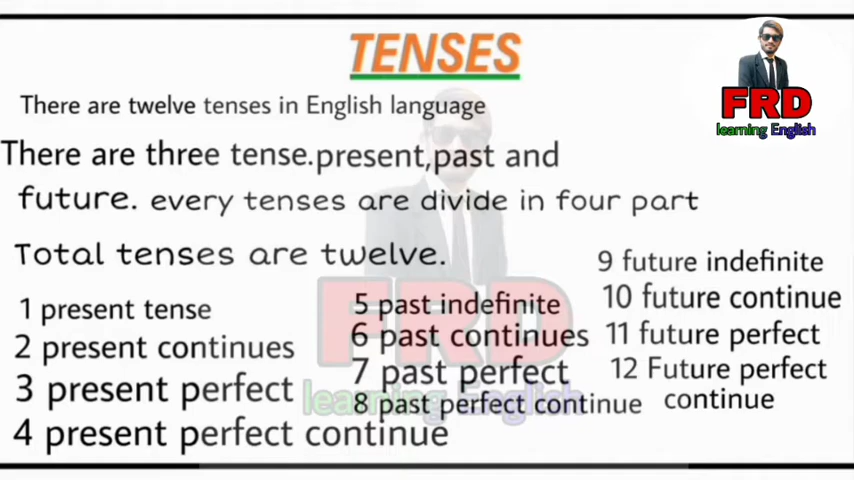 TENSES
FRD
learning English
There are twelve tenses in English language
There are three tense.present,past and
future. every tenses are divide in four part
Total tenses are twelve.
1 present tense
2 present continues
3 present perfect
4 present perfect continue
5 past indefinite
6 past continues
7 past perfect
8 past perfect continue
9 future indefinite
10 future continue
11 future perfect
12 Future perfect
continue
FRD
learning English